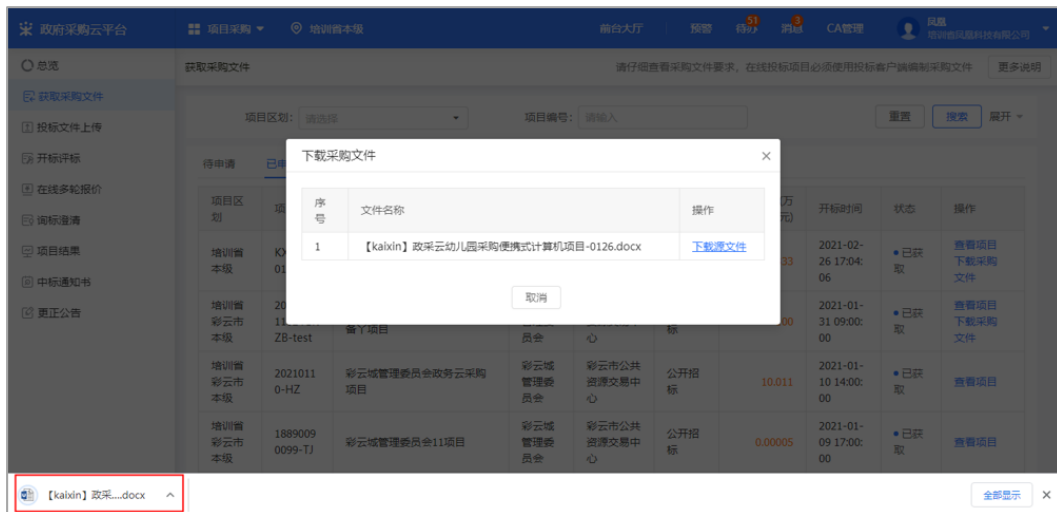 政府采购云平台
项目采购
培训省本级
前台大厅
预警
待办
51
消息
3
CA管理
凤凰
培训省凤凰科技有限公司
总览
获取采购文件
投标文件上传
开标评标
在线多轮报价
询标澄清
项目结果
中标通知书
更正公告
获取采购文件
请仔细查看采购文件要求，在线投标项目必须使用投标客户端编制采购文件
更多说明
项目区划：
请选择
项目编号：
请输入
重置
搜索
展开
待申请
下载采购文件
序号
文件名称
操作
1
【kaixin】政采云幼儿园采购便携式计算机项目-0126.docx
下载源文件
取消
项目区划
开标时间
状态
操作
培训省本级
2021-02-26 17:04:06
已获取
查看项目
下载采购文件
培训省彩云市本级
ZB-test
2021-01-31 09:00:00
已获取
查看项目
下载采购文件
培训省彩云市本级
20210110-HZ
彩云城管理委员会政务云采购项目
彩云城管理委员会
彩云市公共资源交易中心
公开招标
10.011
2021-01-10 14:00:00
已获取
查看项目
培训省彩云市本级
18890090099-TJ
彩云城管理委员会11项目
彩云城管理委员会
彩云市公共资源交易中心
公开招标
0.00005
2021-01-09 17:00:00
已获取
查看项目
【kaixin】政采....docx
全部显示